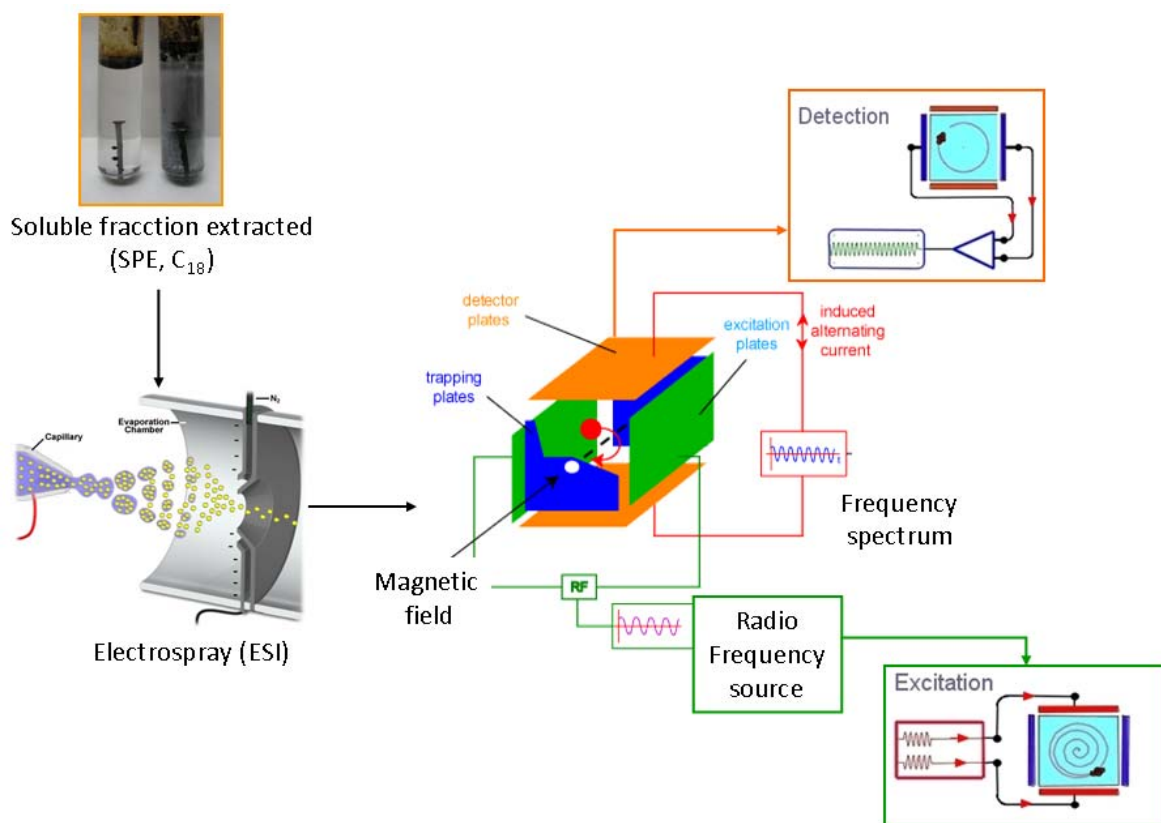 Soluble fracction extracted
(SPE, C18)
Capillary
Evaporation
Chamber
N2
Electrospray (ESI)
Detection
detector
plates
trapping
plates
excitation
plates
induced
alternating
current
t
Frequency
spectrum
Magnetic
field
RF
Radio
Frequency
source
Excitation